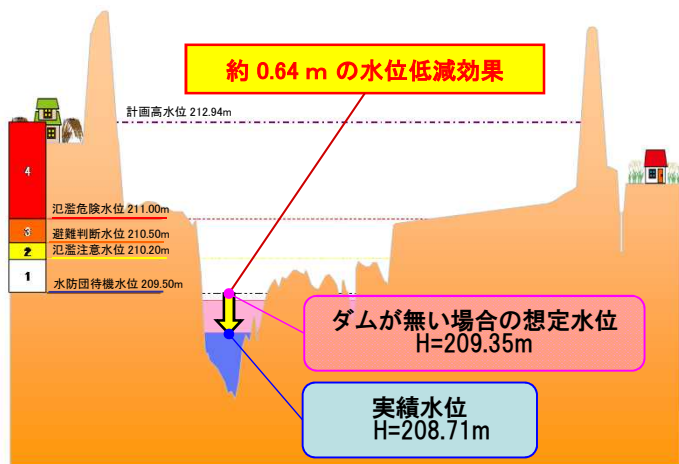 約 0.64 m の水位低減効果
計画高水位 212.94m
4
氾濫危険水位 211.00m
3
避難判断水位 210.50m
2
氾濫注意水位 210.20m
1
水防団待機水位 209.50m
ダムが無い場合の想定水位
H=209.35m
実績水位
H=208.71m